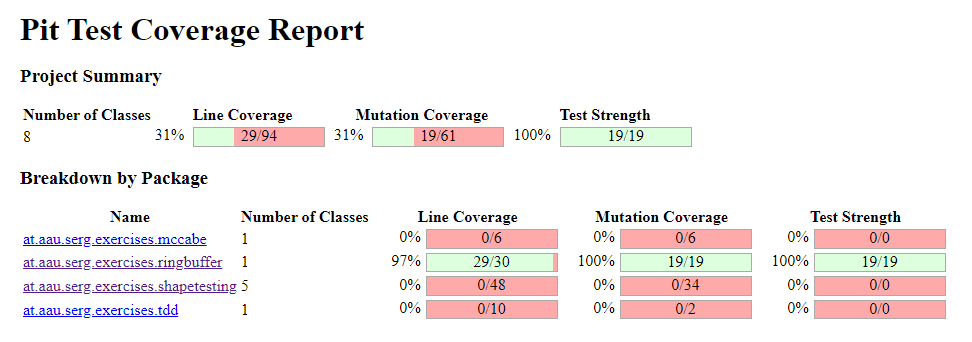 Pit Test Coverage Report
Project Summary
Number of Classes Line Coverage Mutation Coverage Test Strength
8 31% 29/94 31% 19/61 100% 19/19
Breakdown by Package
Name Number of Classes Line Coverage Mutation Coverage Test Strength
at.aau.serg.exercises.mccabe 1 0% 0/6 0% 0/6 0% 0/0
at.aau.serg.exercises.ringbuffer 1 97% 29/30 100% 19/19 100% 19/19
at.aau.serg.exercises.shapetesting 5 0% 0/48 0% 0/34 0% 0/0
at.aau.serg.exercises.tdd 1 0% 0/10 0% 0/2 0% 0/0